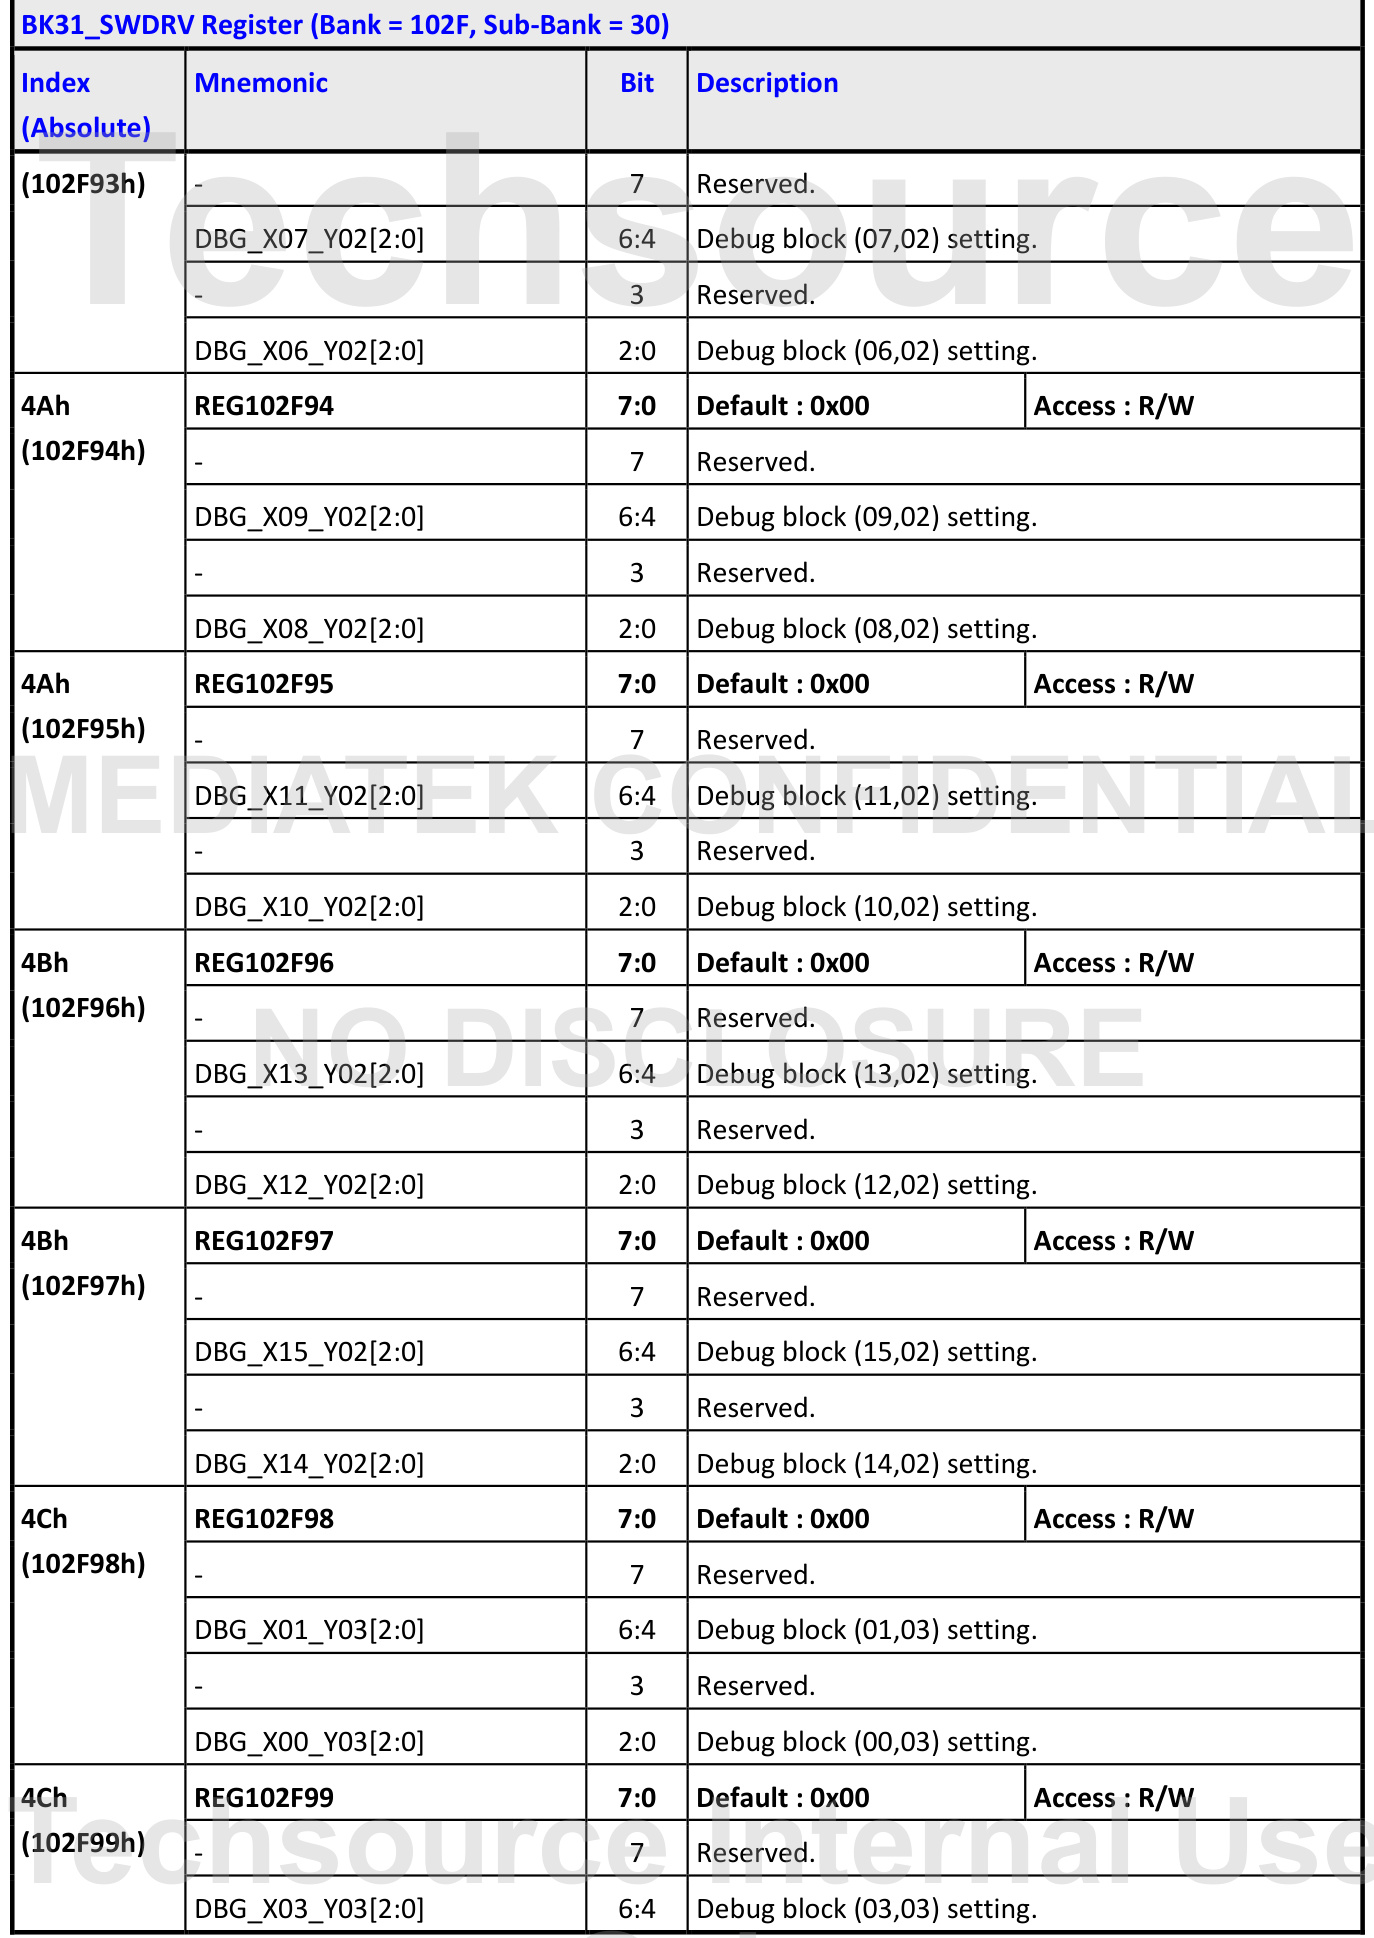 BK31_SWDRV Register (Bank = 102F, Sub-Bank = 30)
Index (Absolute) Mnemonic Bit Description
(102F93h) - 7 Reserved.
DBG_X07_Y02[2:0] 6:4 Debug block (07,02) setting.
- 3 Reserved.
DBG_X06_Y02[2:0] 2:0 Debug block (06,02) setting.
4Ah REG102F94 7:0 Default : 0x00 Access : R/W
(102F94h) - 7 Reserved.
DBG_X09_Y02[2:0] 6:4 Debug block (09,02) setting.
- 3 Reserved.
DBG_X08_Y02[2:0] 2:0 Debug block (08,02) setting.
4Ah REG102F95 7:0 Default : 0x00 Access : R/W
(102F95h) - 7 Reserved.
DBG_X11_Y02[2:0] 6:4 Debug block (11,02) setting.
- 3 Reserved.
DBG_X10_Y02[2:0] 2:0 Debug block (10,02) setting.
4Bh REG102F96 7:0 Default : 0x00 Access : R/W
(102F96h) - 7 Reserved.
DBG_X13_Y02[2:0] 6:4 Debug block (13,02) setting.
- 3 Reserved.
DBG_X12_Y02[2:0] 2:0 Debug block (12,02) setting.
4Bh REG102F97 7:0 Default : 0x00 Access : R/W
(102F97h) - 7 Reserved.
DBG_X15_Y02[2:0] 6:4 Debug block (15,02) setting.
- 3 Reserved.
DBG_X14_Y02[2:0] 2:0 Debug block (14,02) setting.
4Ch REG102F98 7:0 Default : 0x00 Access : R/W
(102F98h) - 7 Reserved.
DBG_X01_Y03[2:0] 6:4 Debug block (01,03) setting.
- 3 Reserved.
DBG_X00_Y03[2:0] 2:0 Debug block (00,03) setting.
4Ch REG102F99 7:0 Default : 0x00 Access : R/W
(102F99h) - 7 Reserved.
DBG_X03_Y03[2:0] 6:4 Debug block (03,03) setting.
Techsource
MEDIATEK CONFIDENTIAL
NO DISCLOSURE
Techsource Internal Use